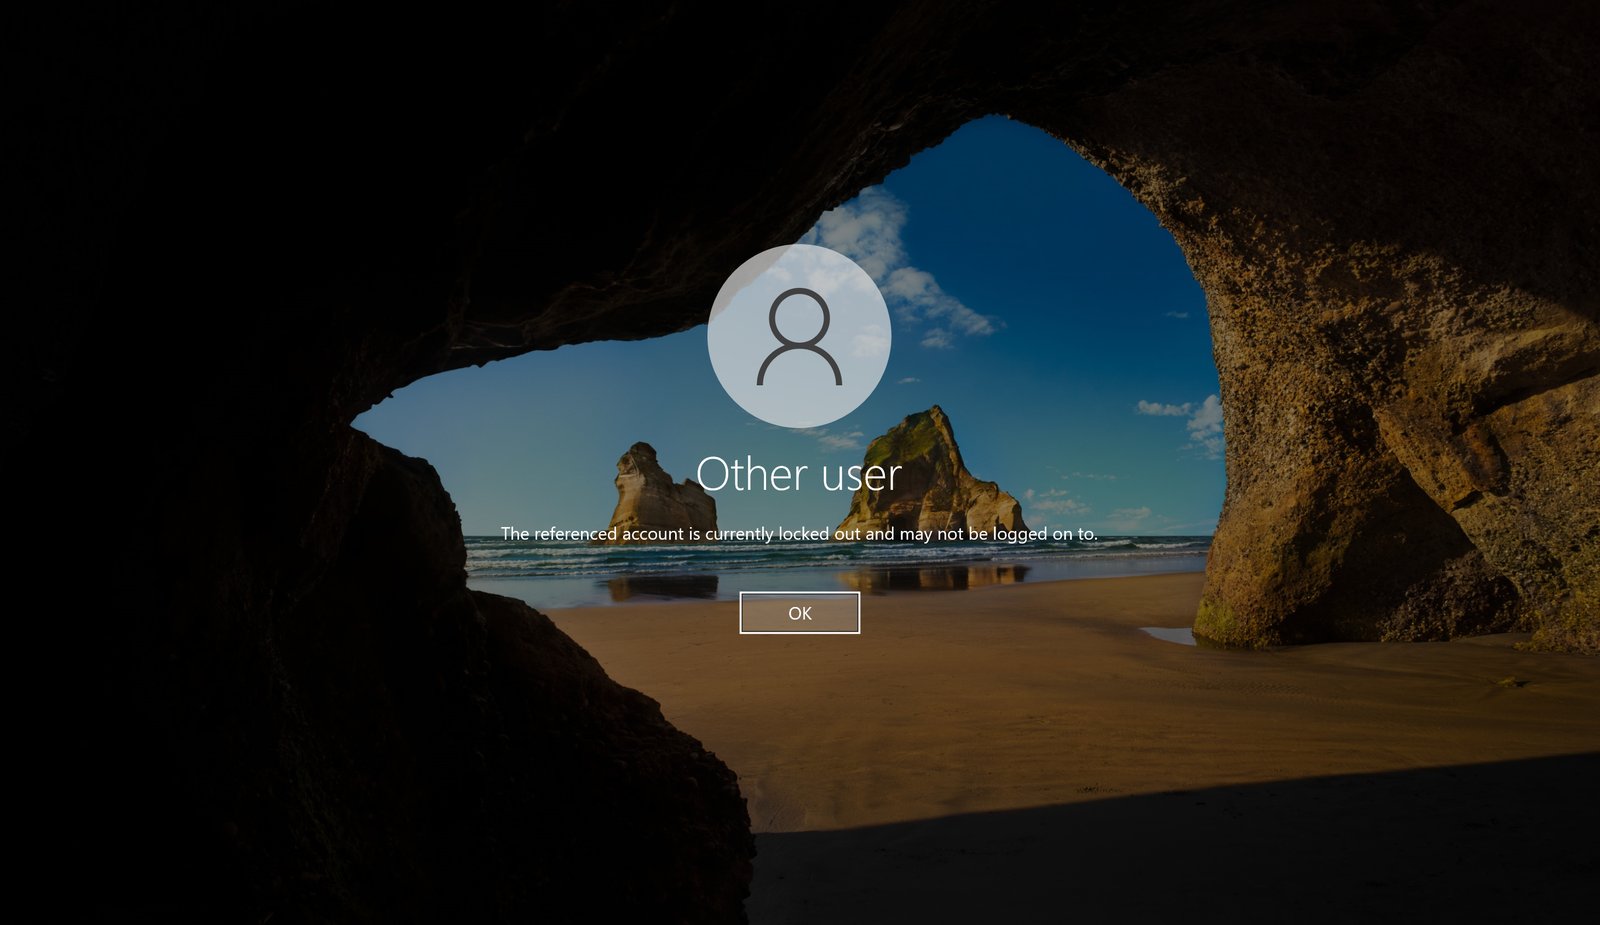 Other user
The referenced account is currently locked out and may not be logged on to.
OK